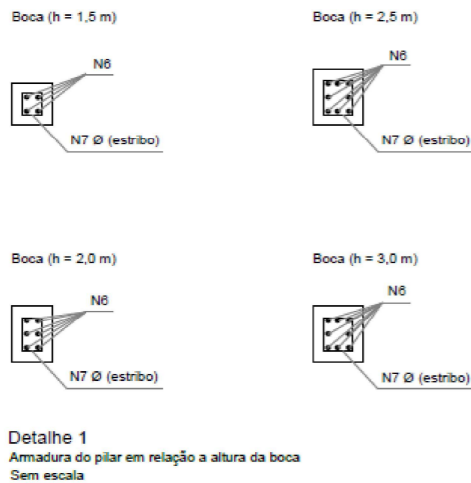 Boca (h = 1,5 m)
N6
N7 Ø (estribo)
Boca (h = 2,5 m)
N6
N7 Ø (estribo)
Boca (h = 2,0 m)
N6
N7 Ø (estribo)
Boca (h = 3,0 m)
N6
N7 Ø (estribo)
Detalhe 1
Armadura do pilar em relação a altura da boca
Sem escala